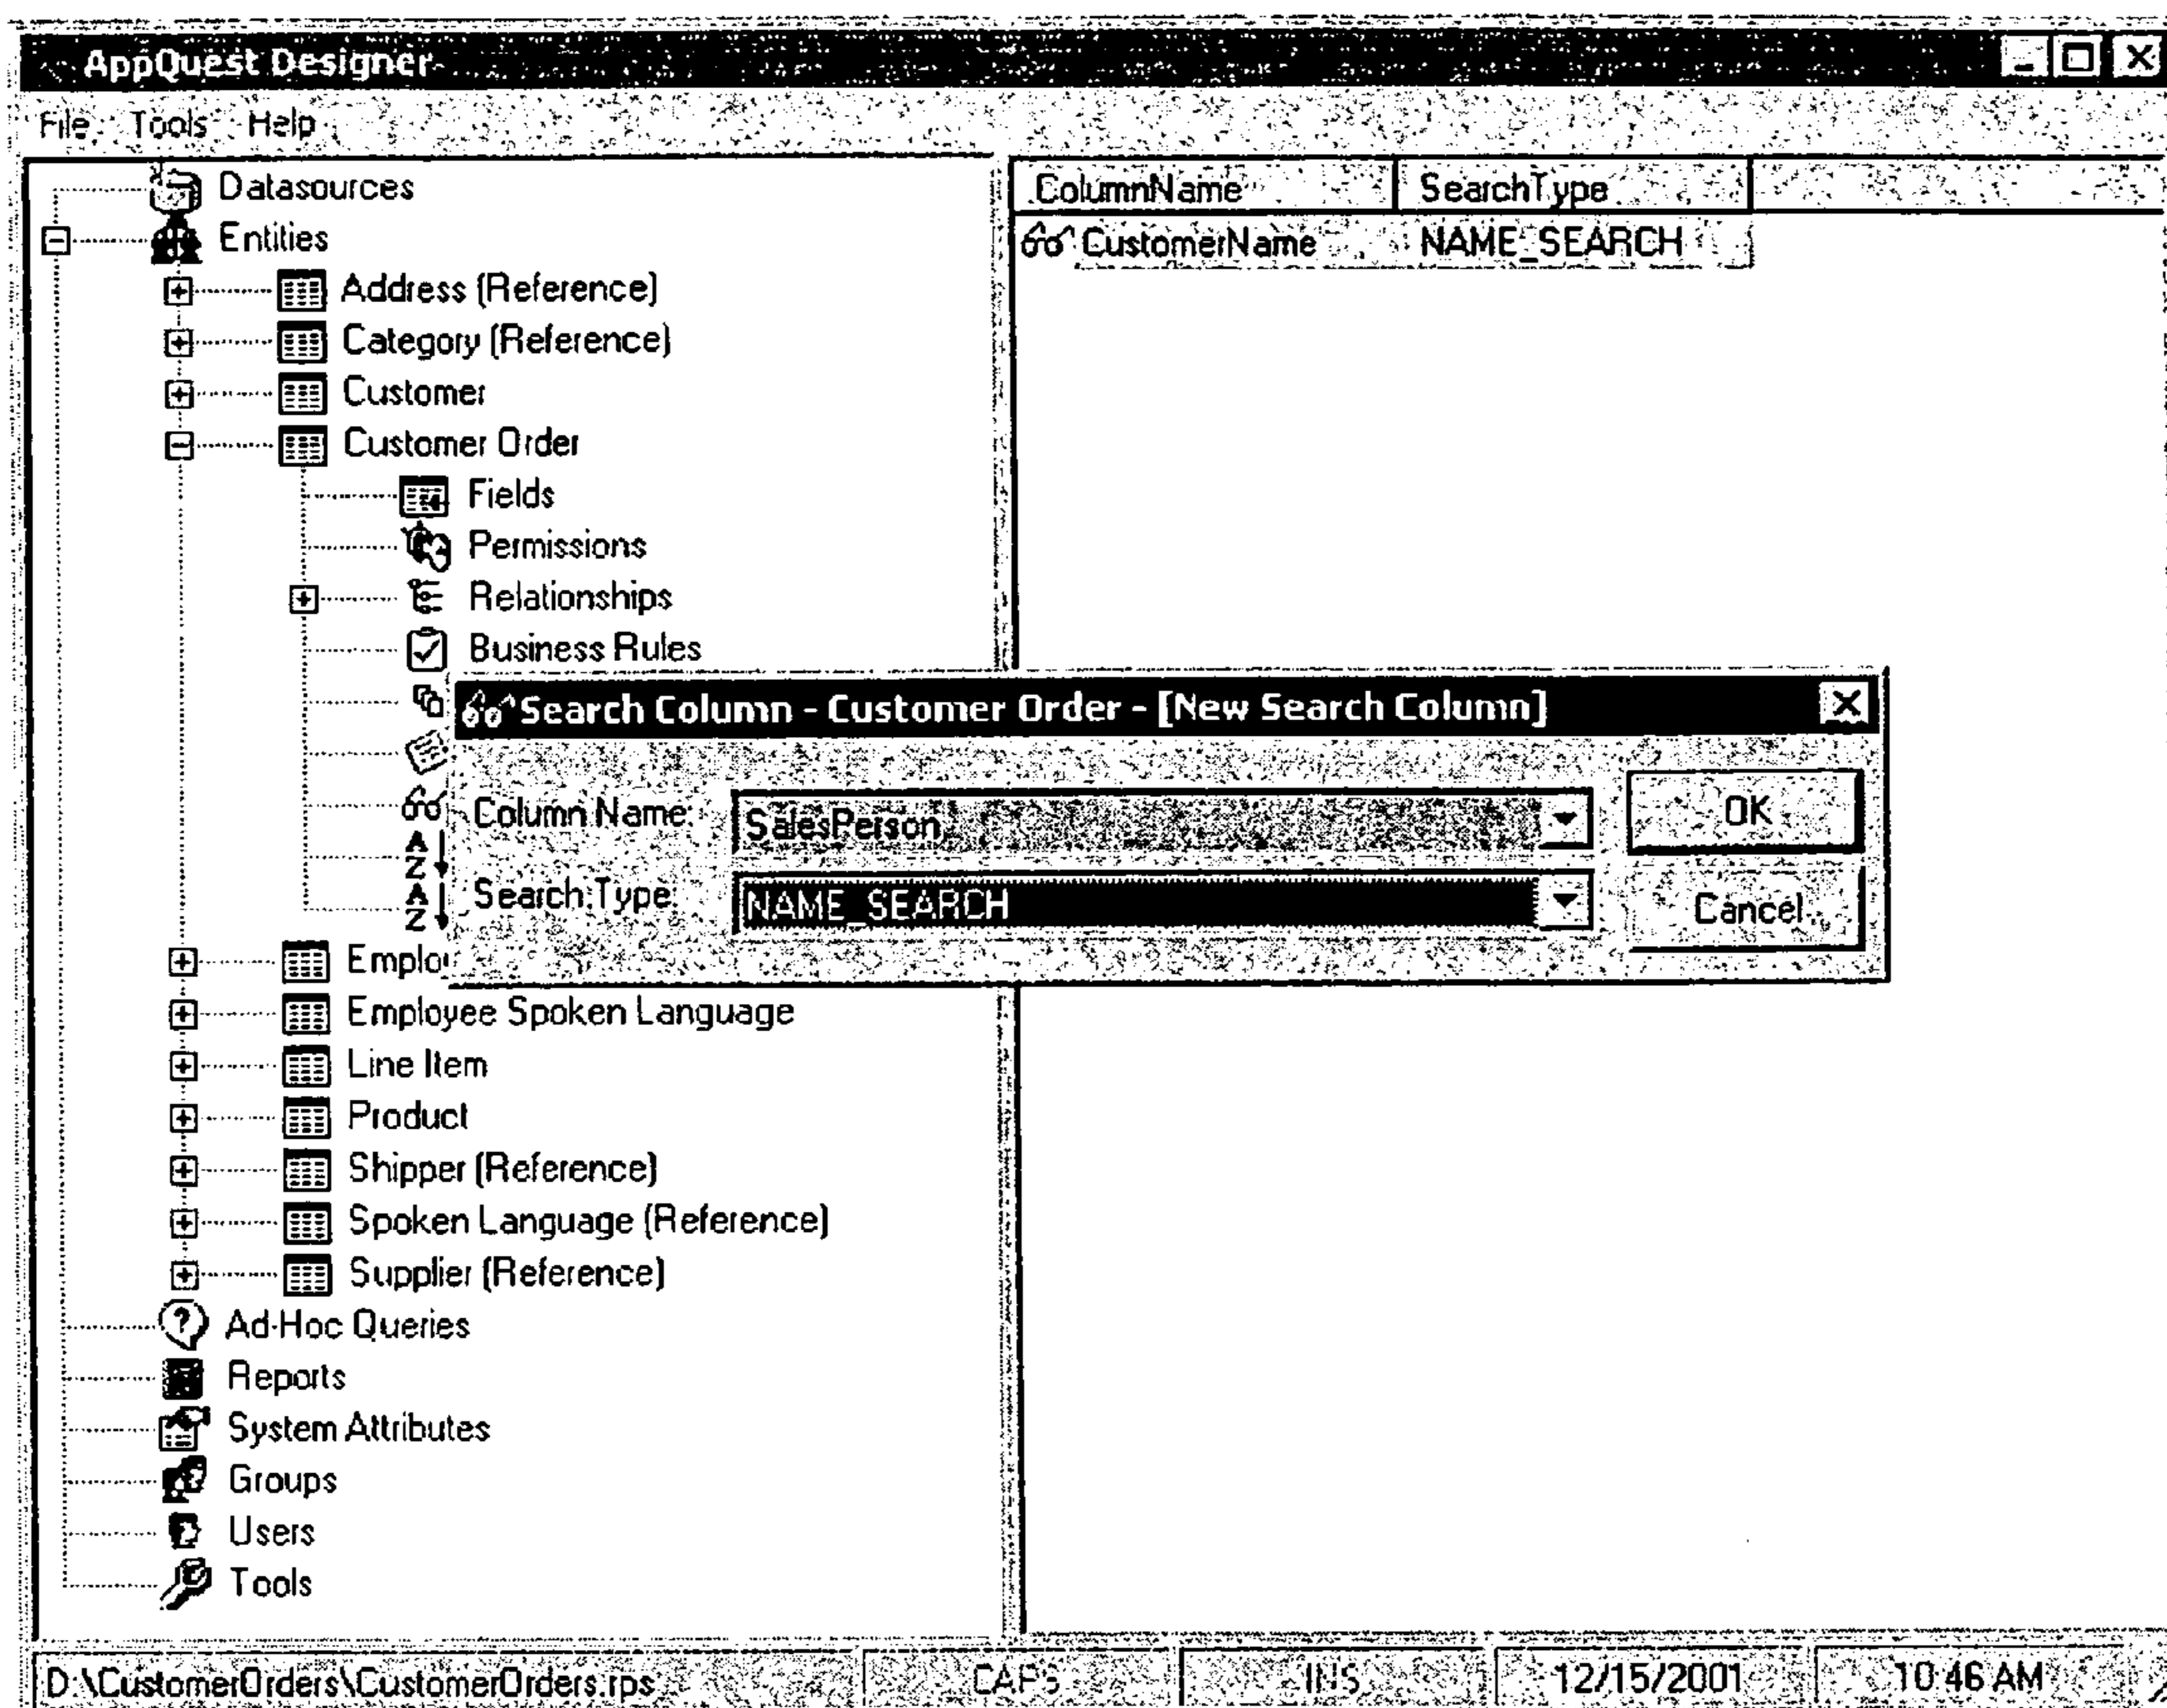 AppQuest Designer
File Tools Help
Datasources
Entities
Address (Reference)
Category (Reference)
Customer
Customer Order
Fields
Permissions
Relationships
Business Rules
ColumnName SearchType
CustomerName NAME_SEARCH
Search Column - Customer Order - [New Search Column]
Column Name: SalesPerson
Search Type: NAME_SEARCH
OK
Cancel
Employee Spoken Language
Line Item
Product
Shipper (Reference)
Spoken Language (Reference)
Supplier (Reference)
Ad-Hoc Queries
Reports
System Attributes
Groups
Users
Tools
D:\CustomerOrders\CustomerOrders.rps CAPS INS 12/15/2001 10:46 AM